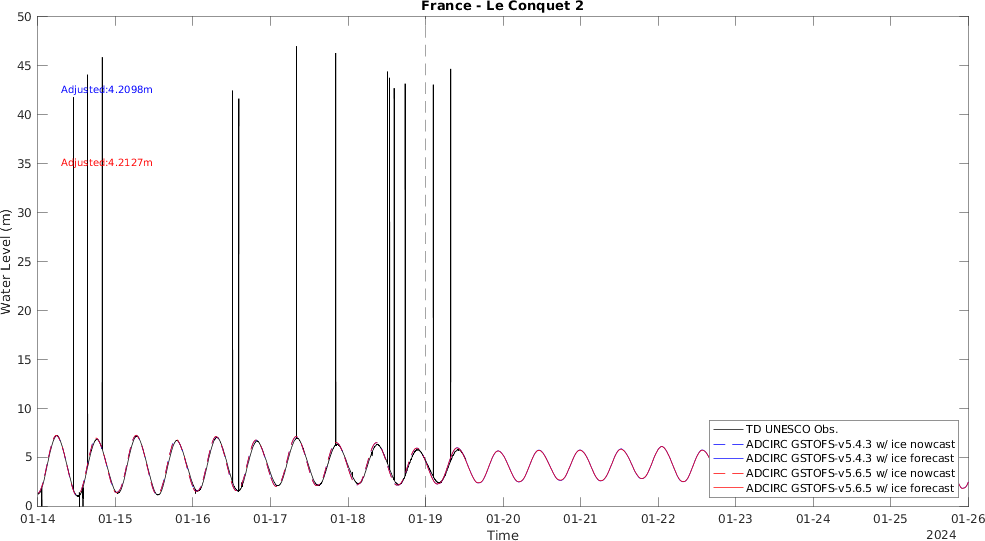 France - Le Conquet 2
50
45
40
35
30
25
20
15
10
5
0
Water Level (m)
Adjusted:4.2098m
Adjusted:4.2127m
TD UNESCO Obs.
ADCIRC GSTOFS-v5.4.3 w/ ice nowcast
ADCIRC GSTOFS-v5.4.3 w/ ice forecast
ADCIRC GSTOFS-v5.6.5 w/ ice nowcast
ADCIRC GSTOFS-v5.6.5 w/ ice forecast
01-14 01-15 01-16 01-17 01-18 01-19 01-20 01-21 01-22 01-23 01-24 01-25 01-26
Time
2024